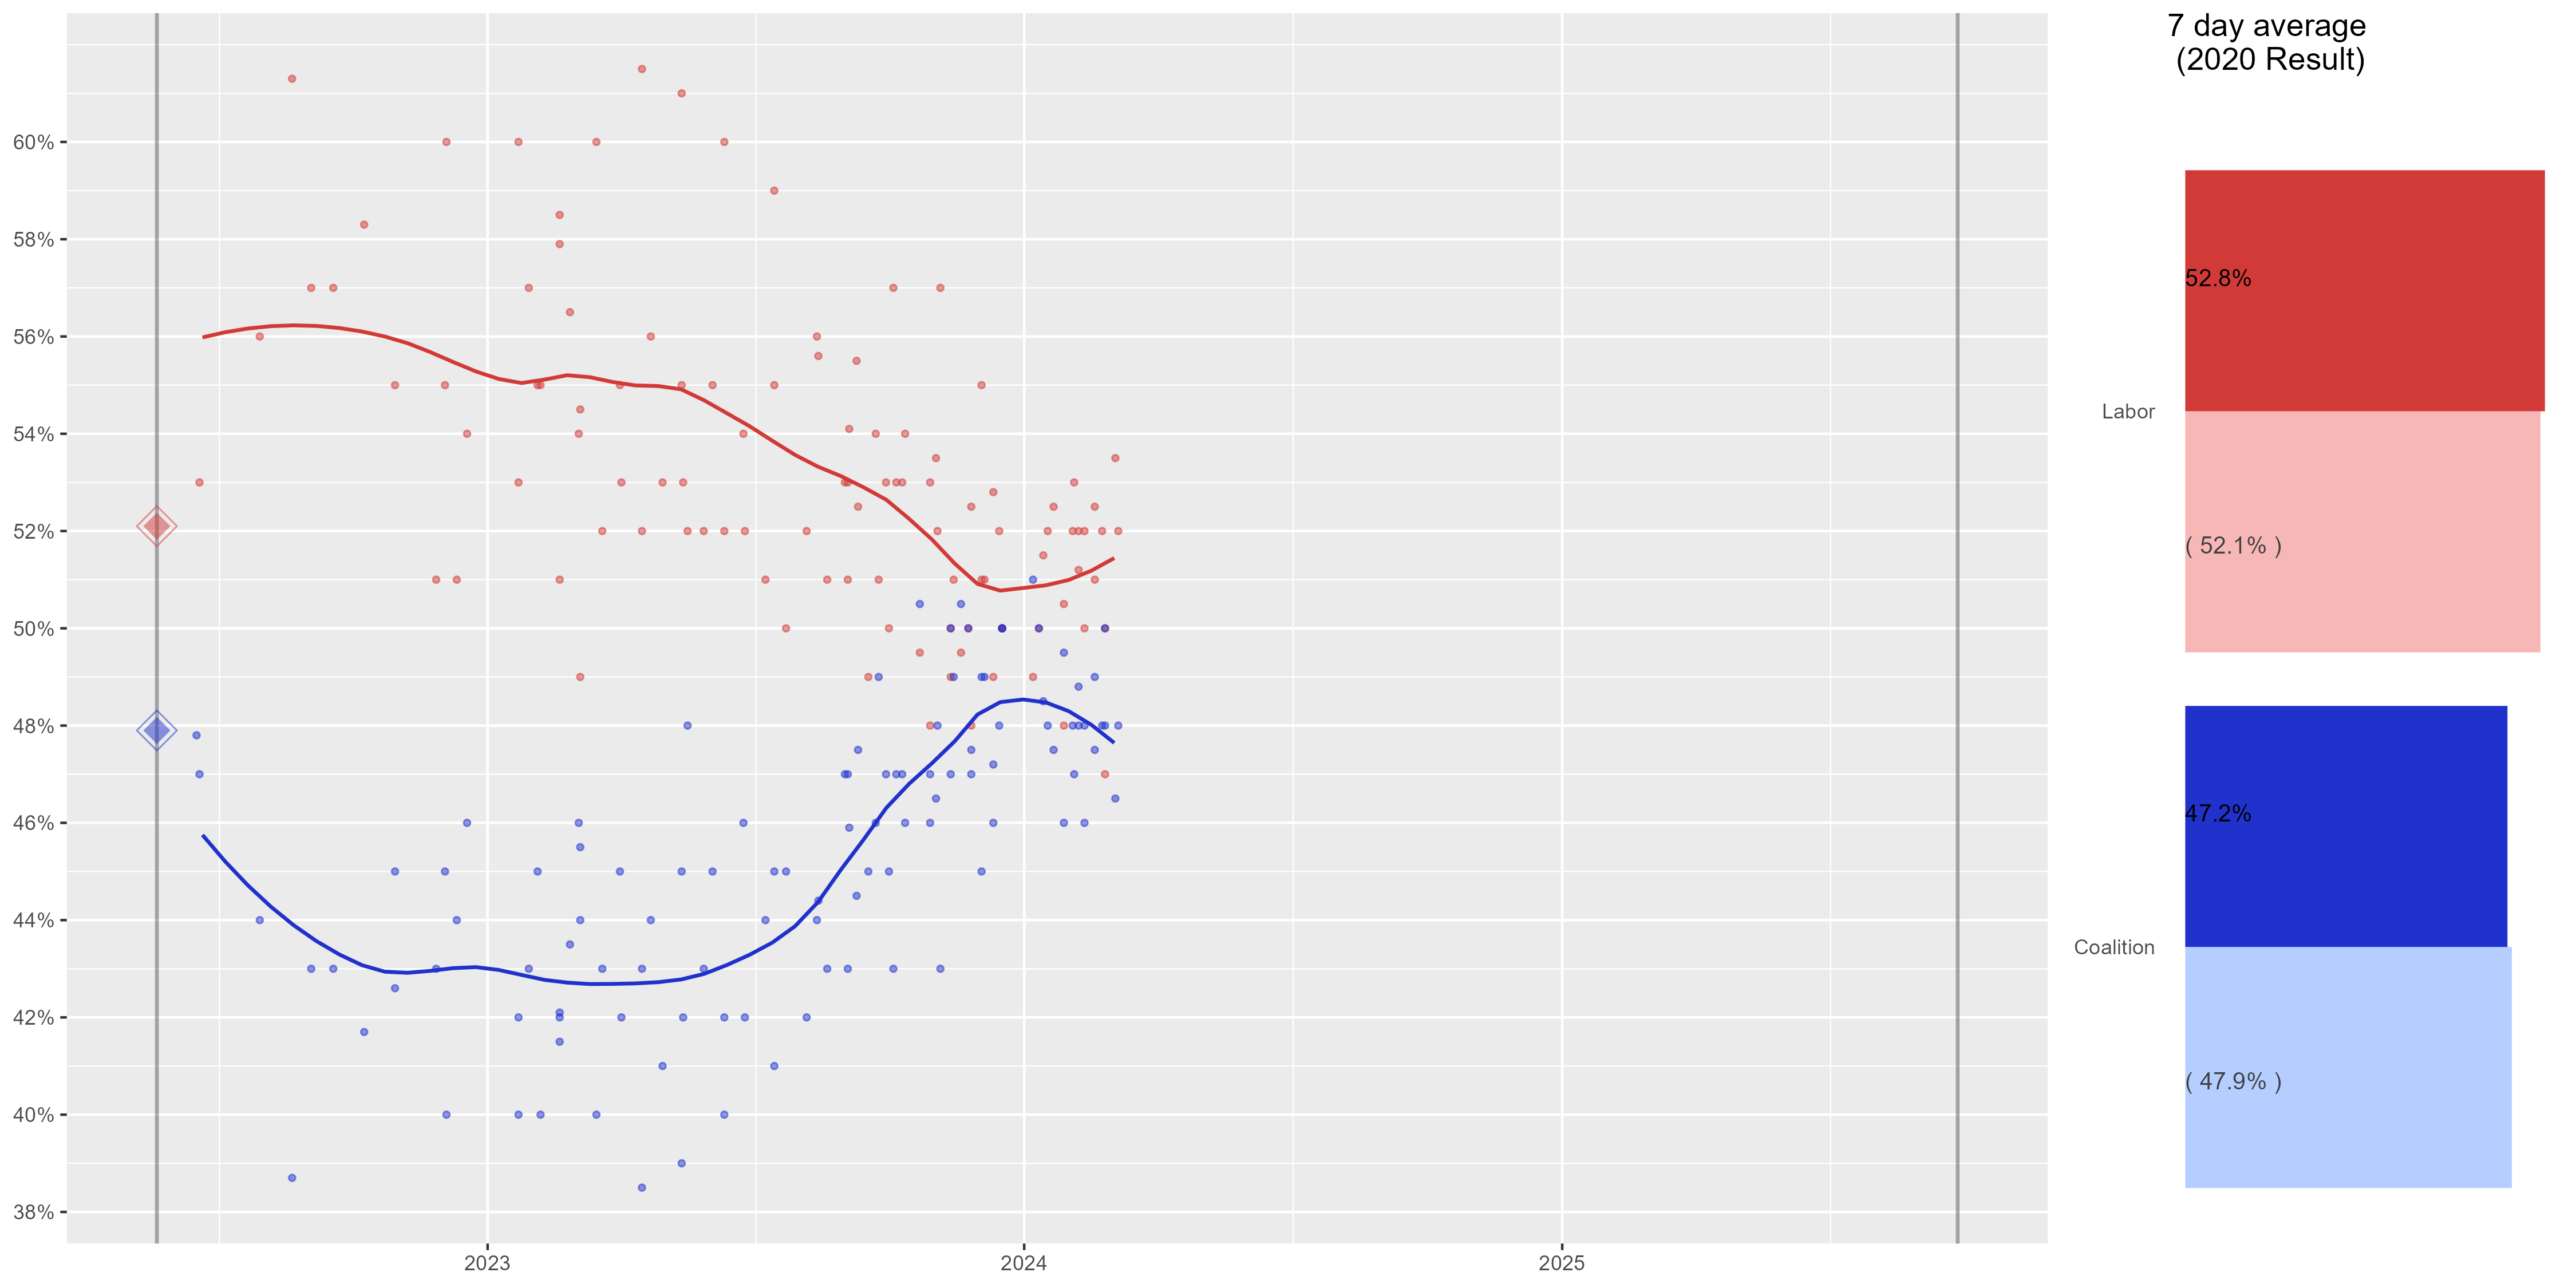 7 day average
(2020 Result)
60%
58%
56%
54%
52%
50%
48%
46%
44%
42%
40%
38%
2023
2024
2025
Labor
52.8%
( 52.1% )
Coalition
47.2%
( 47.9% )